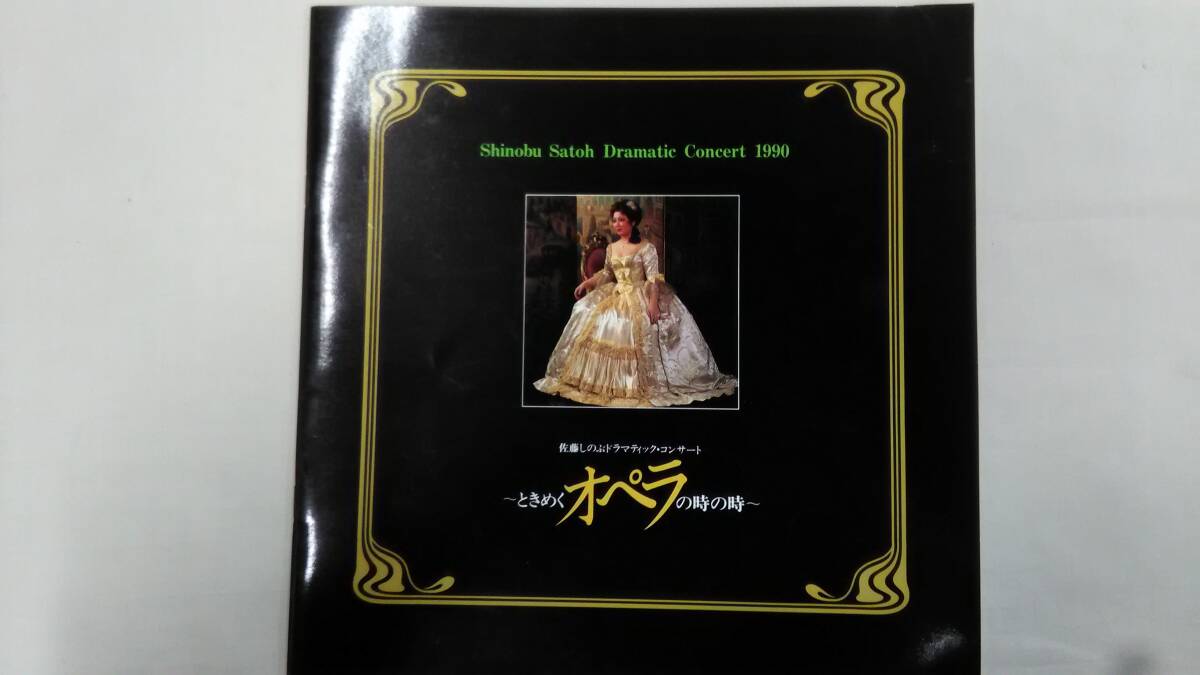 Shinobu Satoh Dramatic Concert 1990
佐藤しのぶドラマティック・コンサート
～ときめくオペラの時の時～